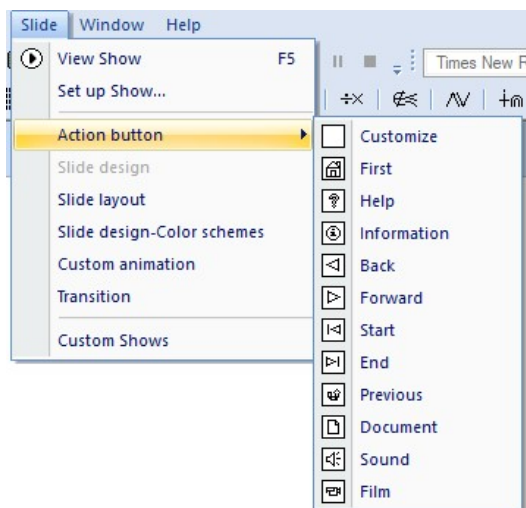 Slide Window Help
View Show F5
Times New R
Set up Show...
Action button
Slide design
Slide layout
Slide design-Color schemes
Custom animation
Transition
Custom Shows
Customize
First
Help
Information
Back
Forward
Start
End
Previous
Document
Sound
Film